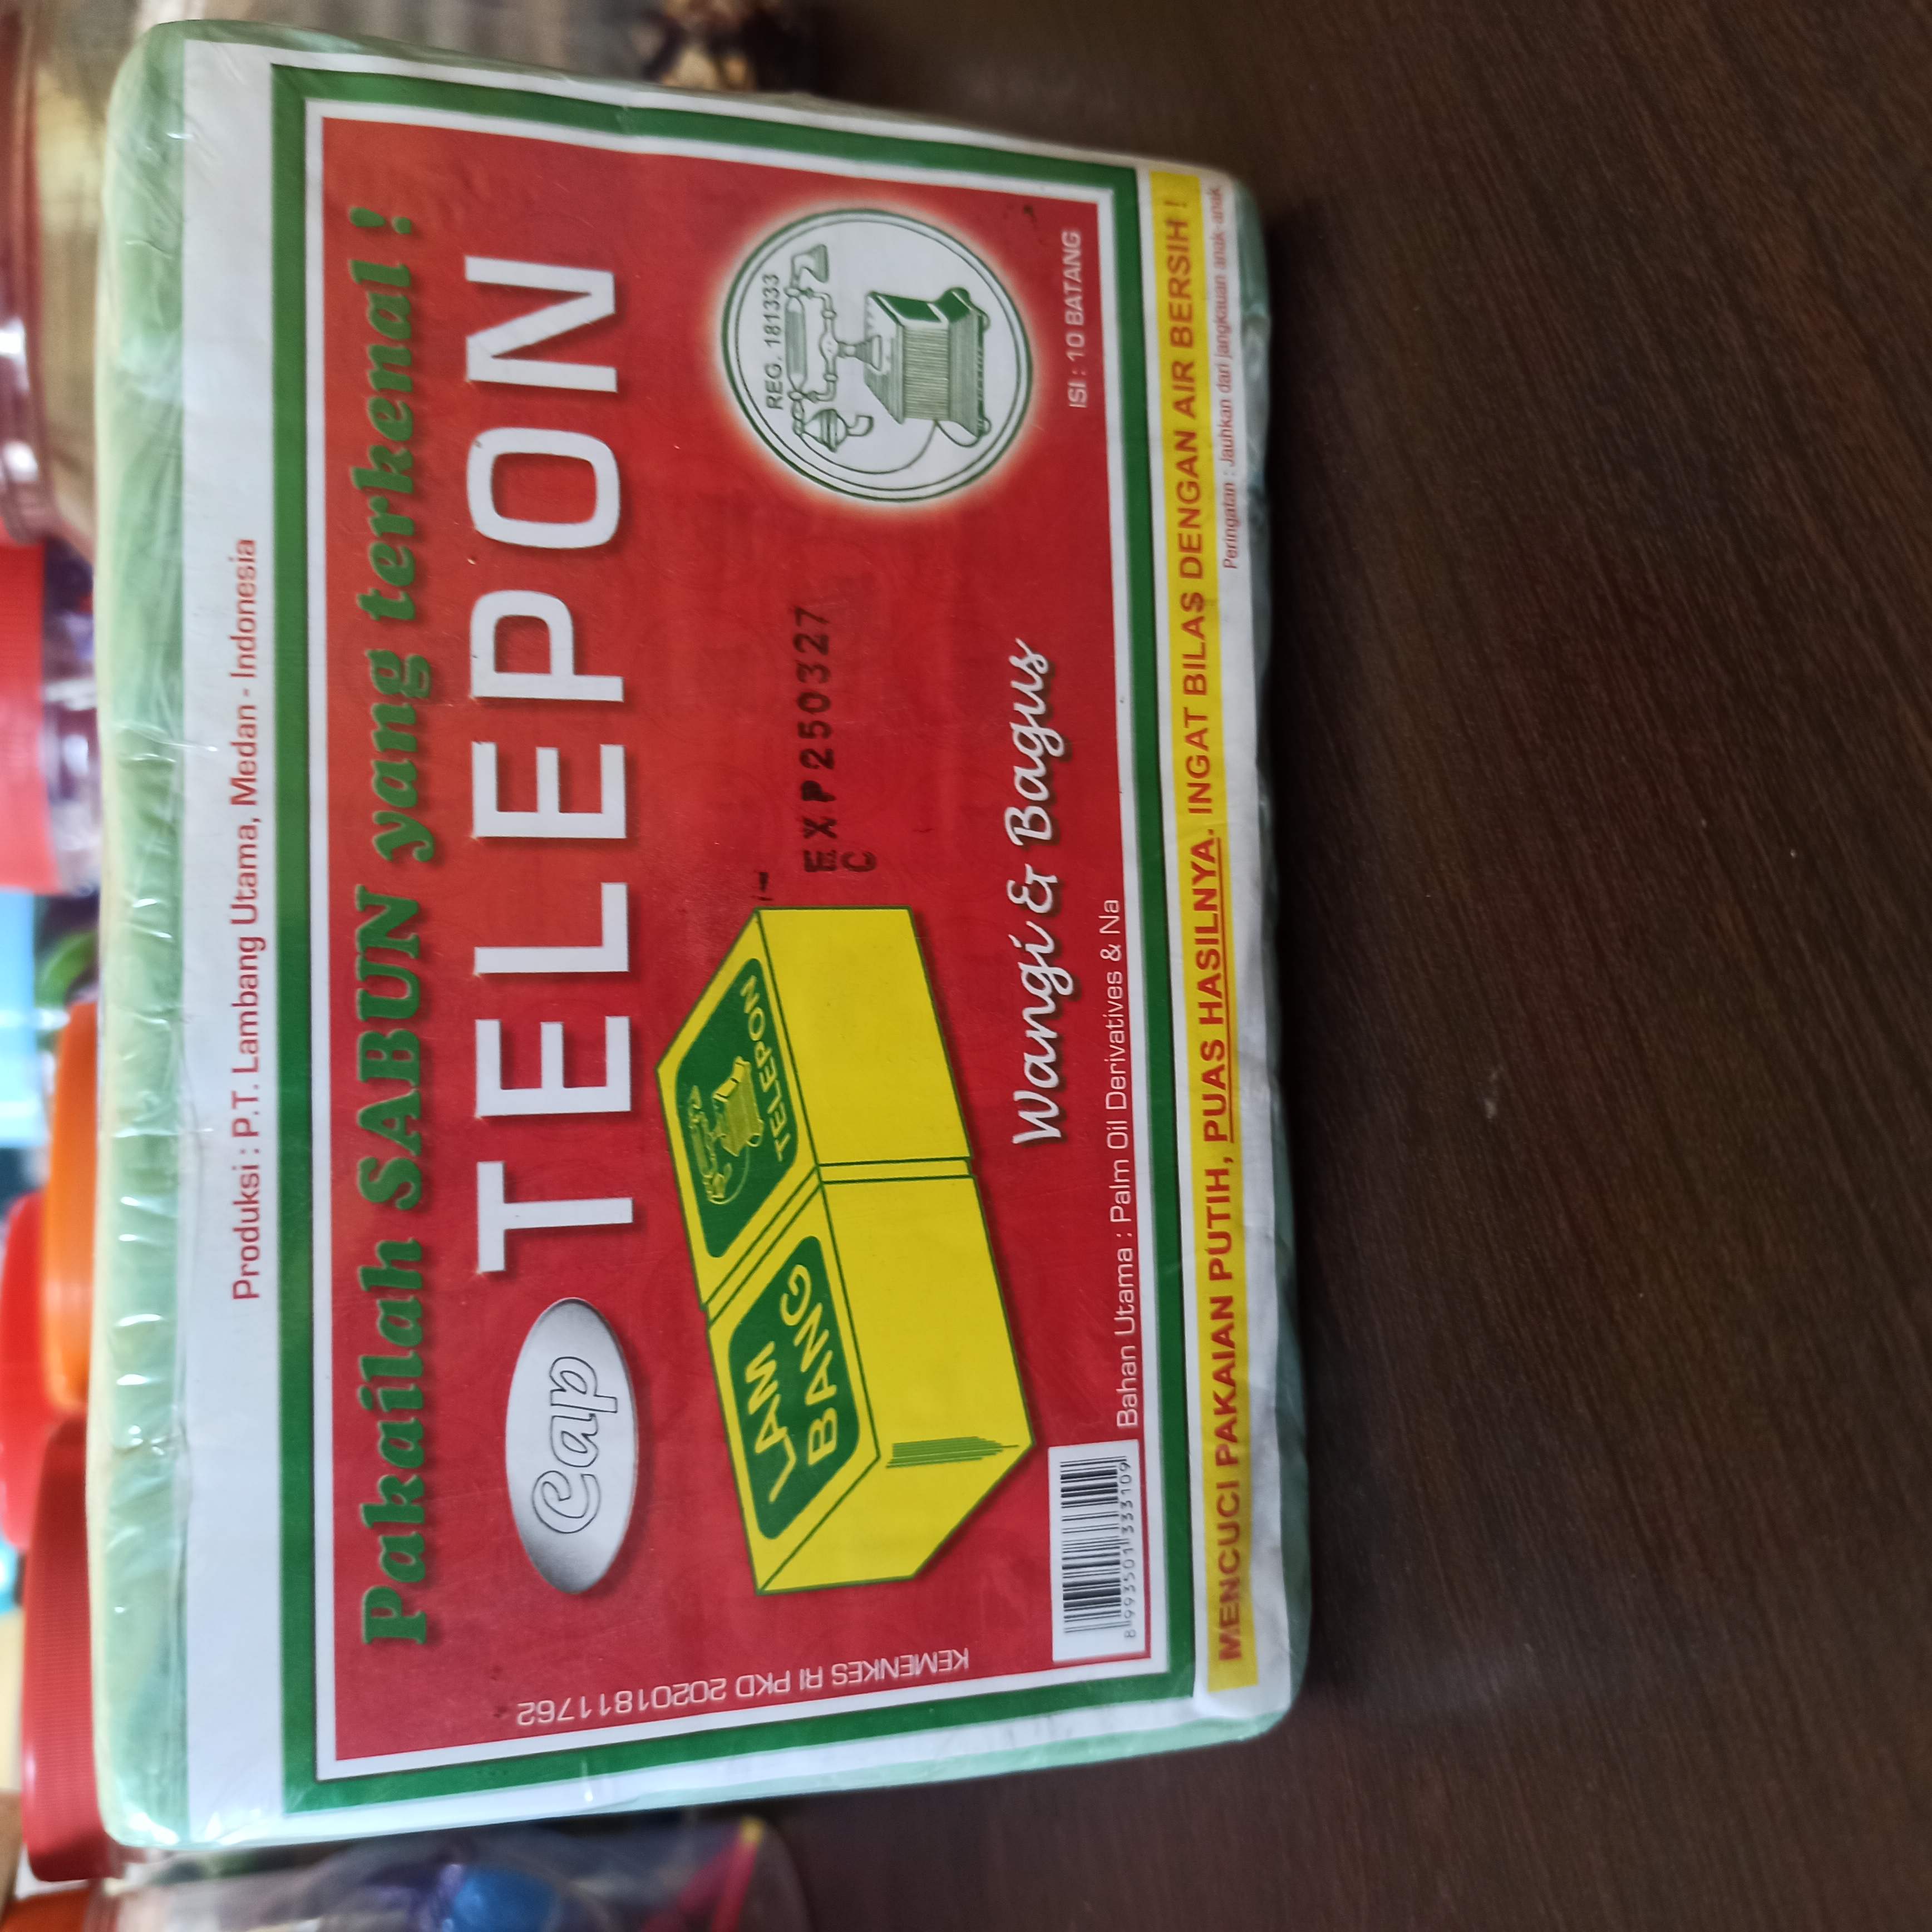 Produksi : P.T. Lambang Utama, Medan - Indonesia
Pakailah SABUN yang terkenal !
Cap TELEPON
REG. 181333
LAM
BANG
TELEPON
EXP250327
C
Wangi & Bagus
ISI : 10 BATANG
KEMENKES RI PKD 20201811762
8993501333109
Bahan Utama : Palm Oil Derivatives & Na
MENCUCI PAKAIAN PUTIH, PUAS HASILNYA. INGAT BILAS DENGAN AIR BERSIH !
Peringatan : Jauhkan dari jangkauan anak-anak